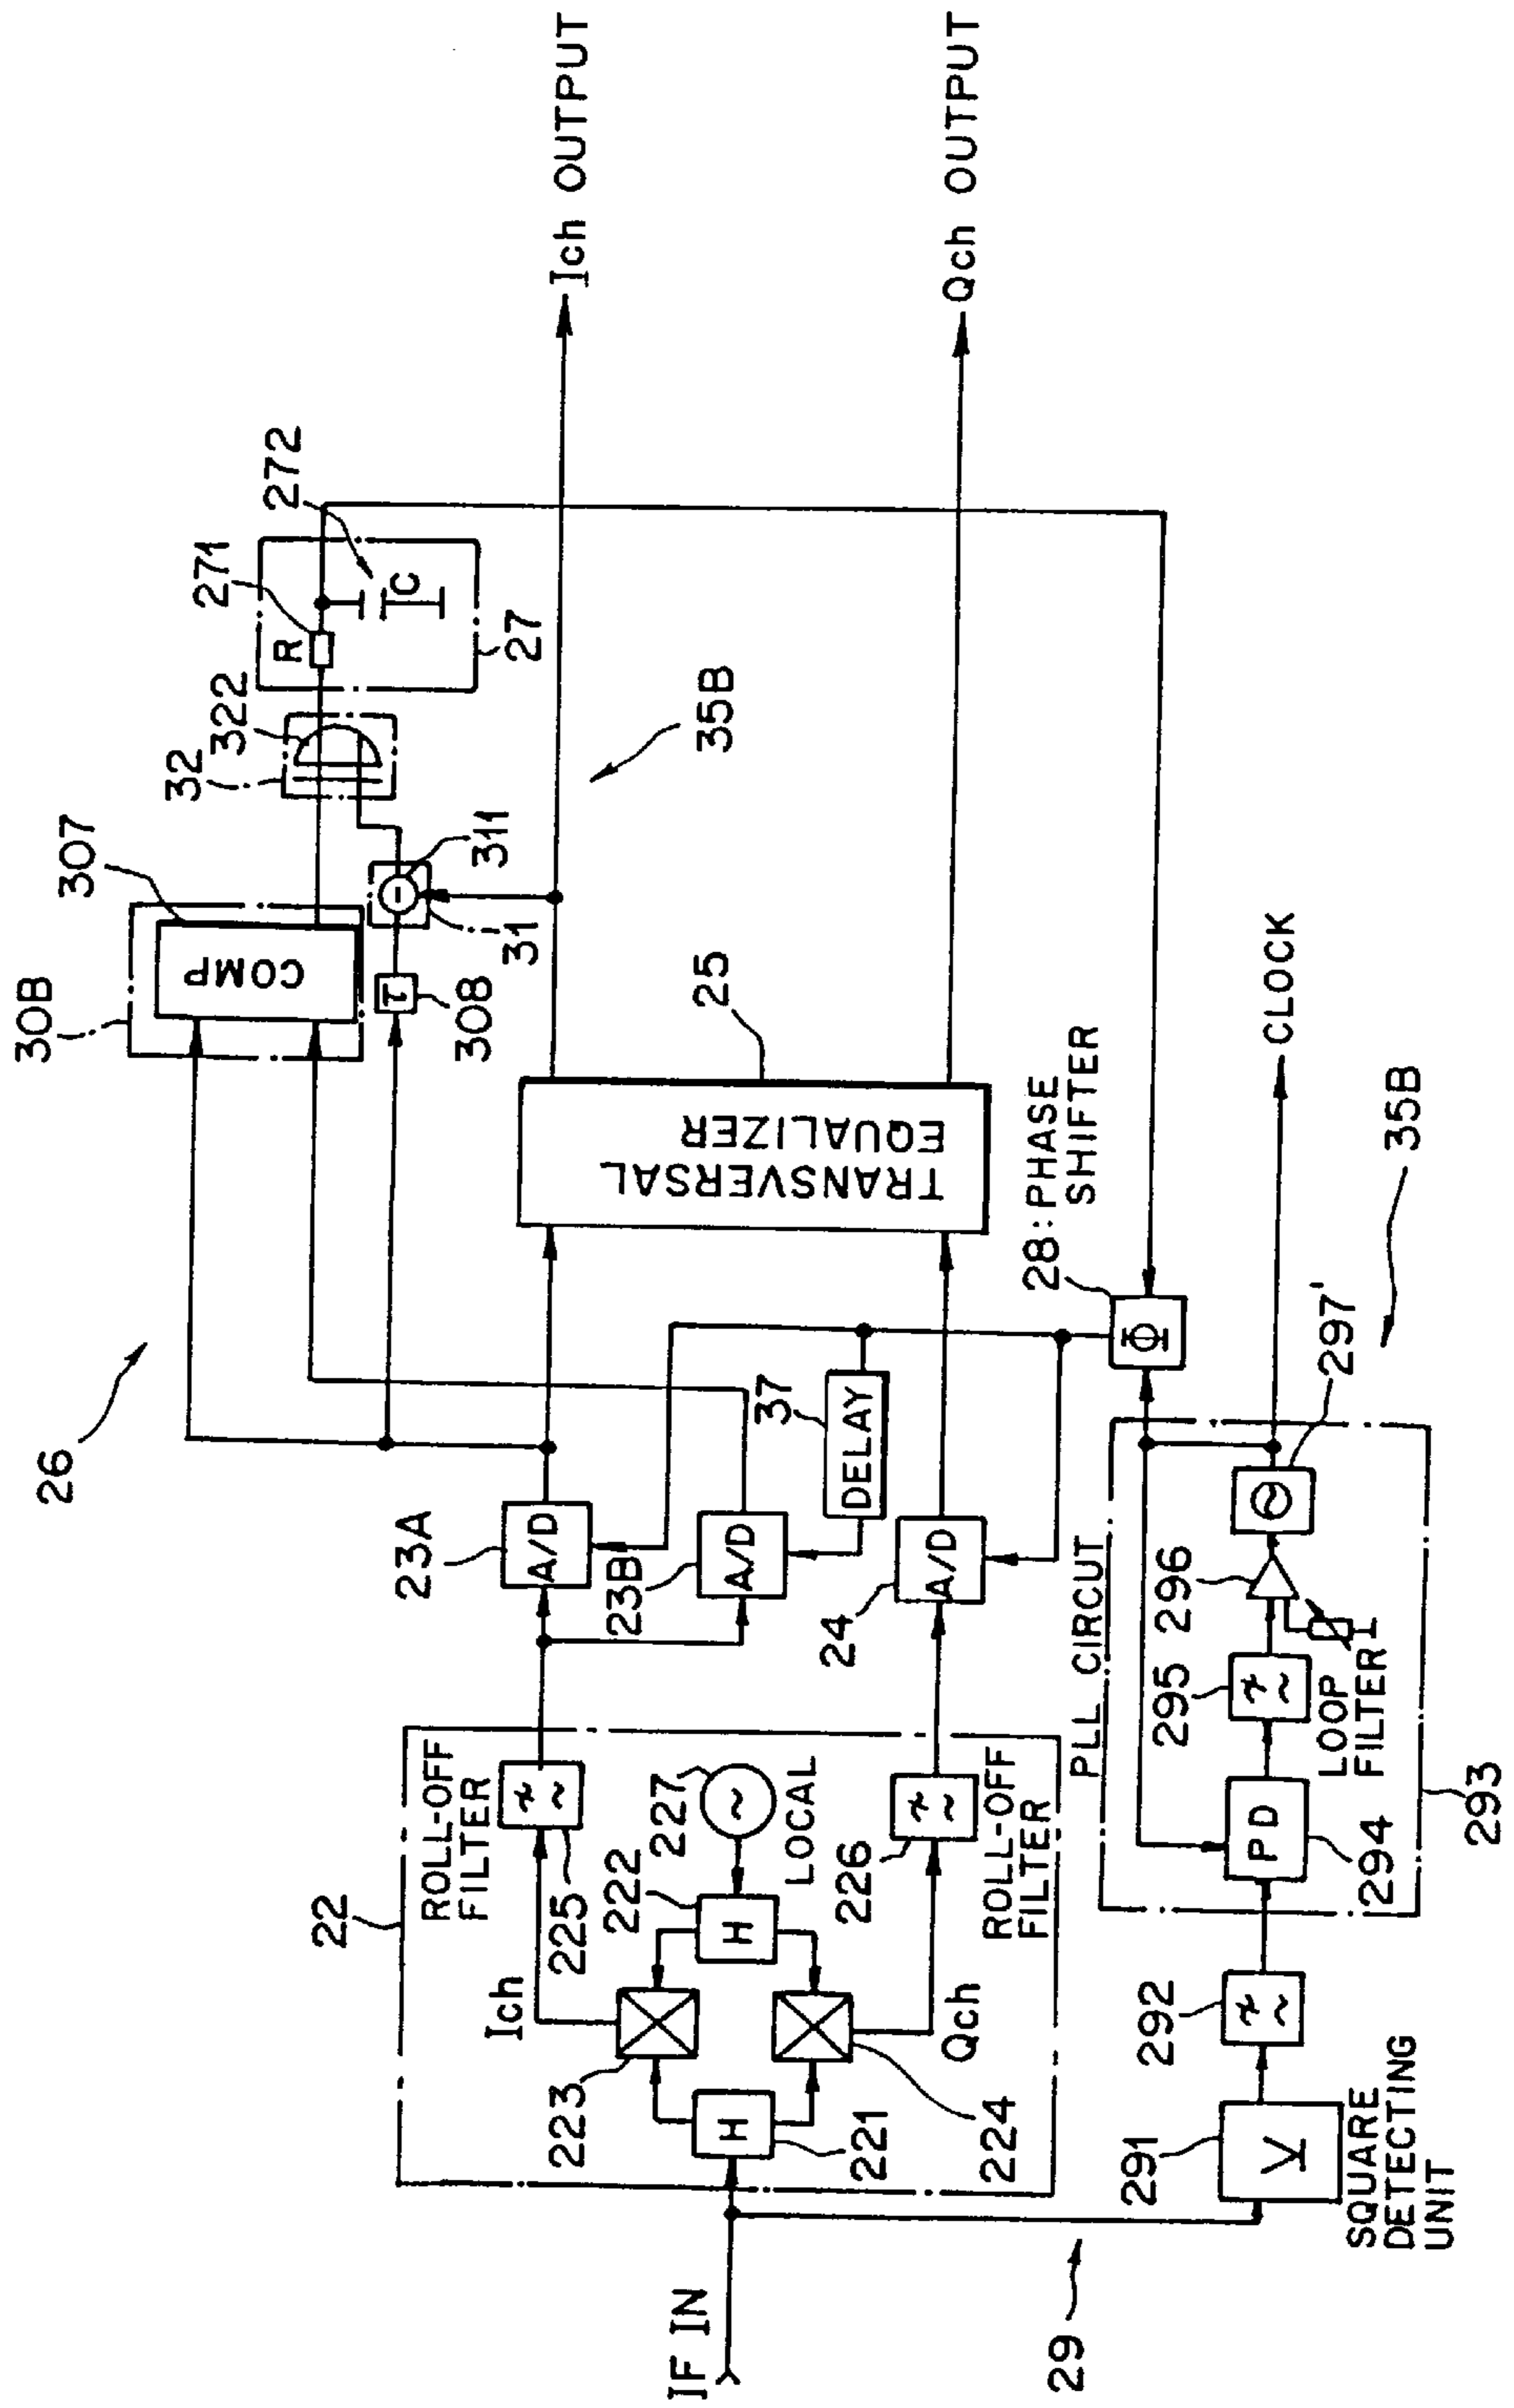 26
30B
307
COMP
308
τ
31
311
−
32
322
R
271
272
C
27
Ich OUTPUT
Qch OUTPUT
35B
25
TRANSVERSAL
EQUALIZER
23A
A/D
23B
A/D
37
DELAY
24
A/D
28:PHASE
SHIFTER
Φ
22
ROLL-OFF
FILTER
225
Ich
223
222
H
227
~
LOCAL
221
H
224
Qch
226
ROLL-OFF
FILTER
IF IN
29
291
SQUARE
DETECTING
UNIT
292
PLL CIRCUT
PD
294
295
LOOP
FILTER
296
297'
293
CLOCK
35B